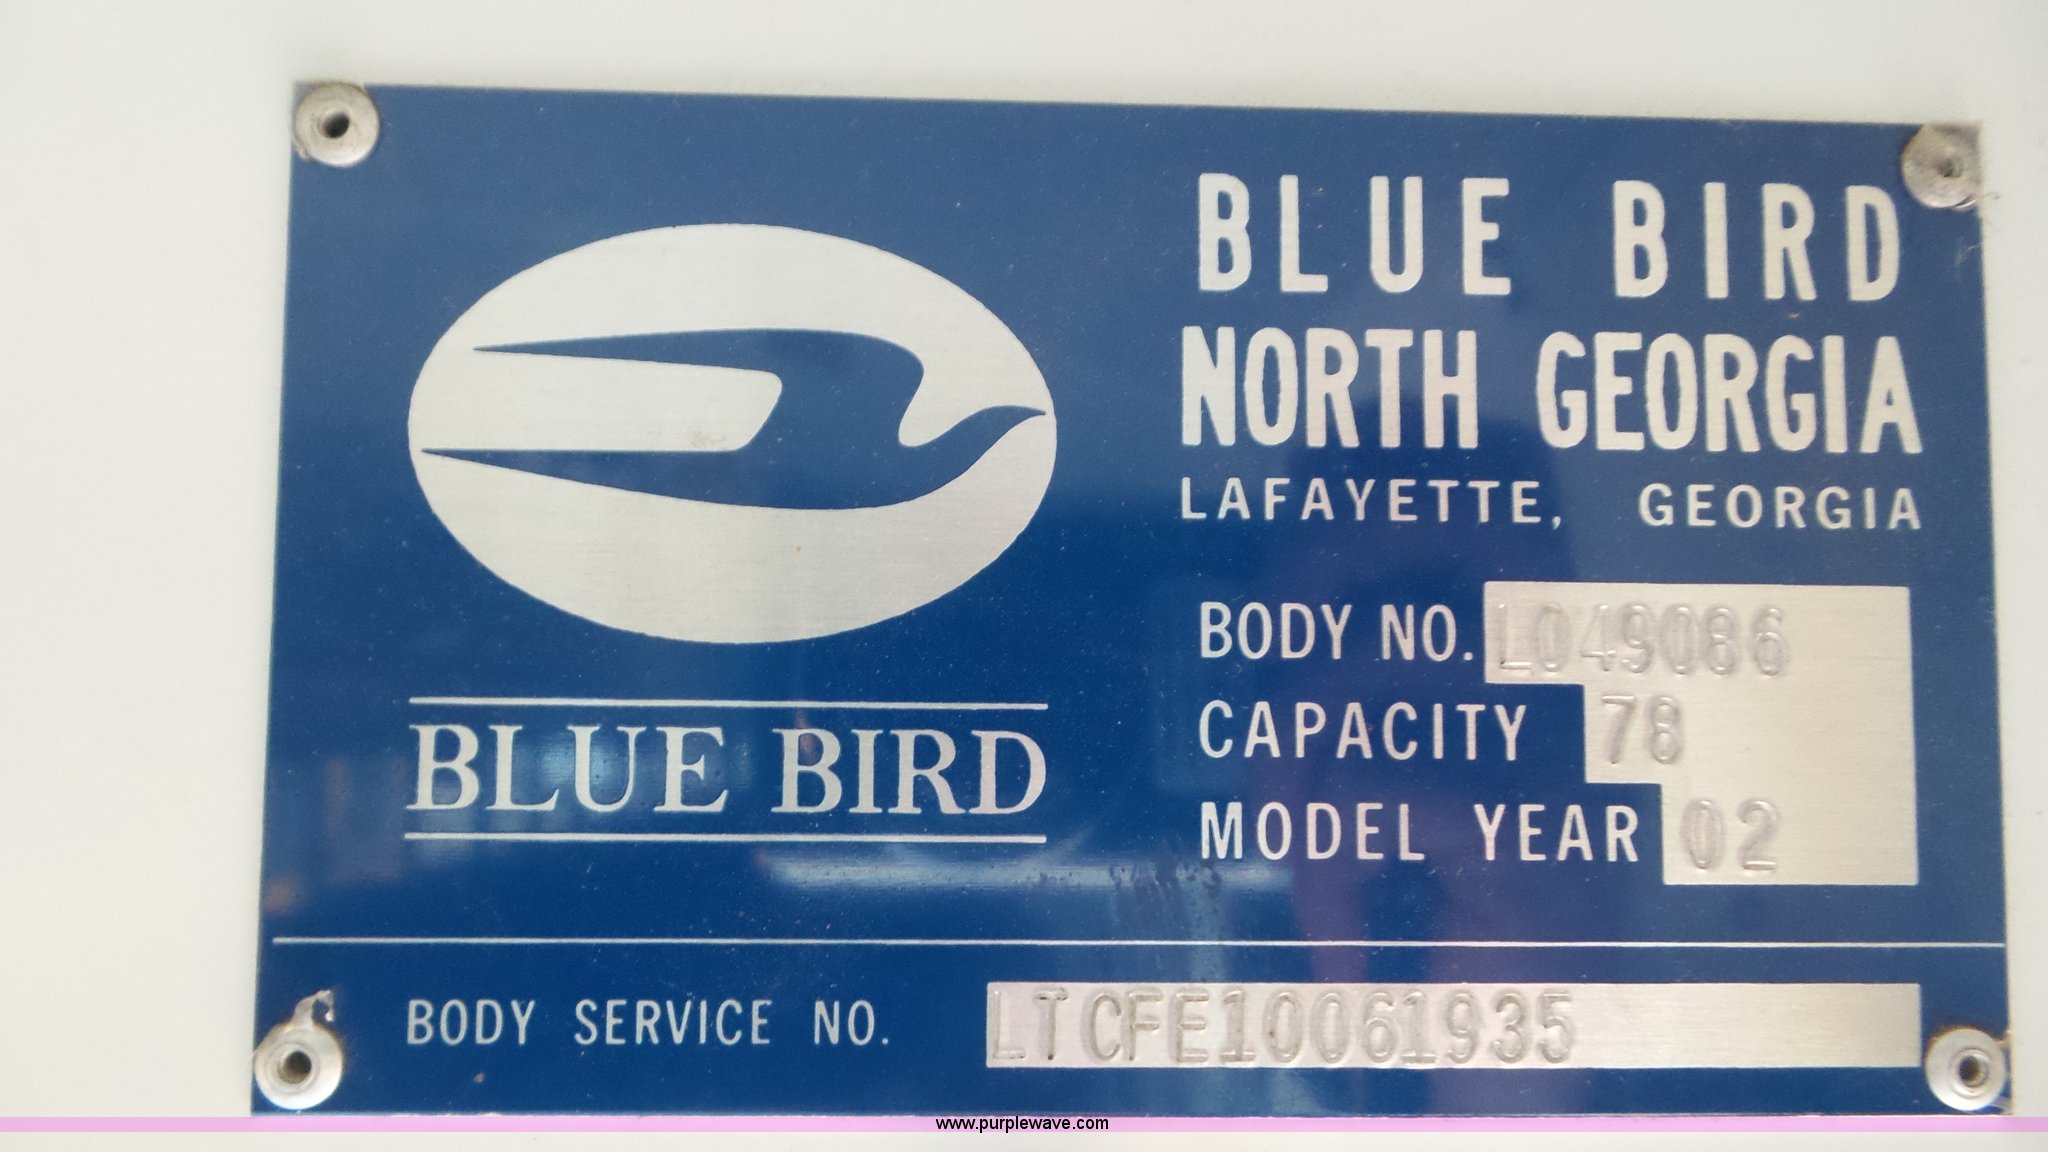 BLUE BIRD
NORTH GEORGIA
LAFAYETTE, GEORGIA
BODY NO. L049086
CAPACITY 78
MODEL YEAR 02
BLUE BIRD
BODY SERVICE NO. LTCFE10061935
www.purplewave.com